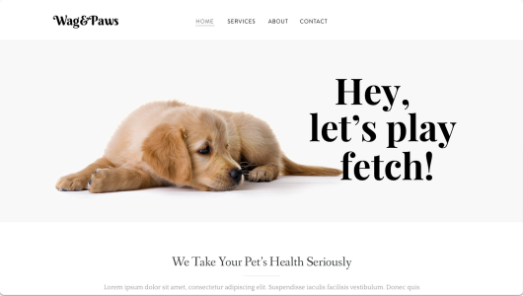 Wag&Paws
HOME SERVICES ABOUT CONTACT
Hey,
let's play
fetch!
We Take Your Pet's Health Seriously
Lorem ipsum dolor sit amet, consectetur adipiscing elit. Suspendisse iaculis facilisis vestibulum. Donec quis